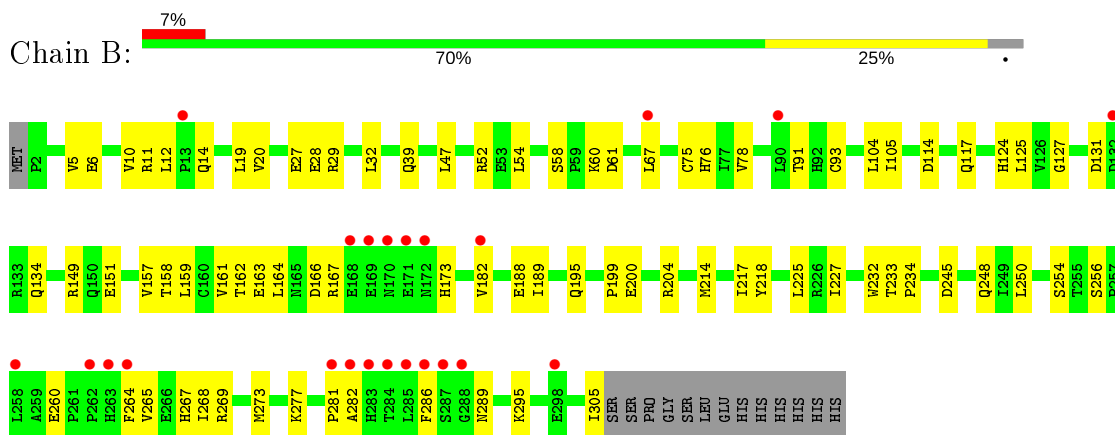 7%
Chain B:
70% 25% •
MET P2 V5 E6 V10 R11 L12 P13 Q14 L19 V20 E27 E28 R29 L32 Q39 L47 R52 E53 L54 S58 P59 K60 D61 L67 C75 H76 I77 V78 L90 T91 H92 C93 L104 I105 D114 Q117 H124 L125 V126 G127 D131 D132
R133 Q134 R149 Q150 E151 V157 T158 L159 C160 V161 T162 E163 L164 N165 D166 R167 E168 E169 N170 E171 N172 H173 V182 E188 I189 Q195 P199 E200 R204 M214 I217 Y218 L225 R226 I227 W232 T233 P234 D245 Q248 I249 L250 S254 T255 S256 P257
L258 A259 E260 P261 P262 H263 F264 V265 E266 H267 I268 R269 M273 K277 P281 A282 H283 T284 L285 F286 S287 G288 N289 K295 E298 I305 SER SER PRO GLY SER LEU GLU HIS HIS HIS HIS HIS HIS